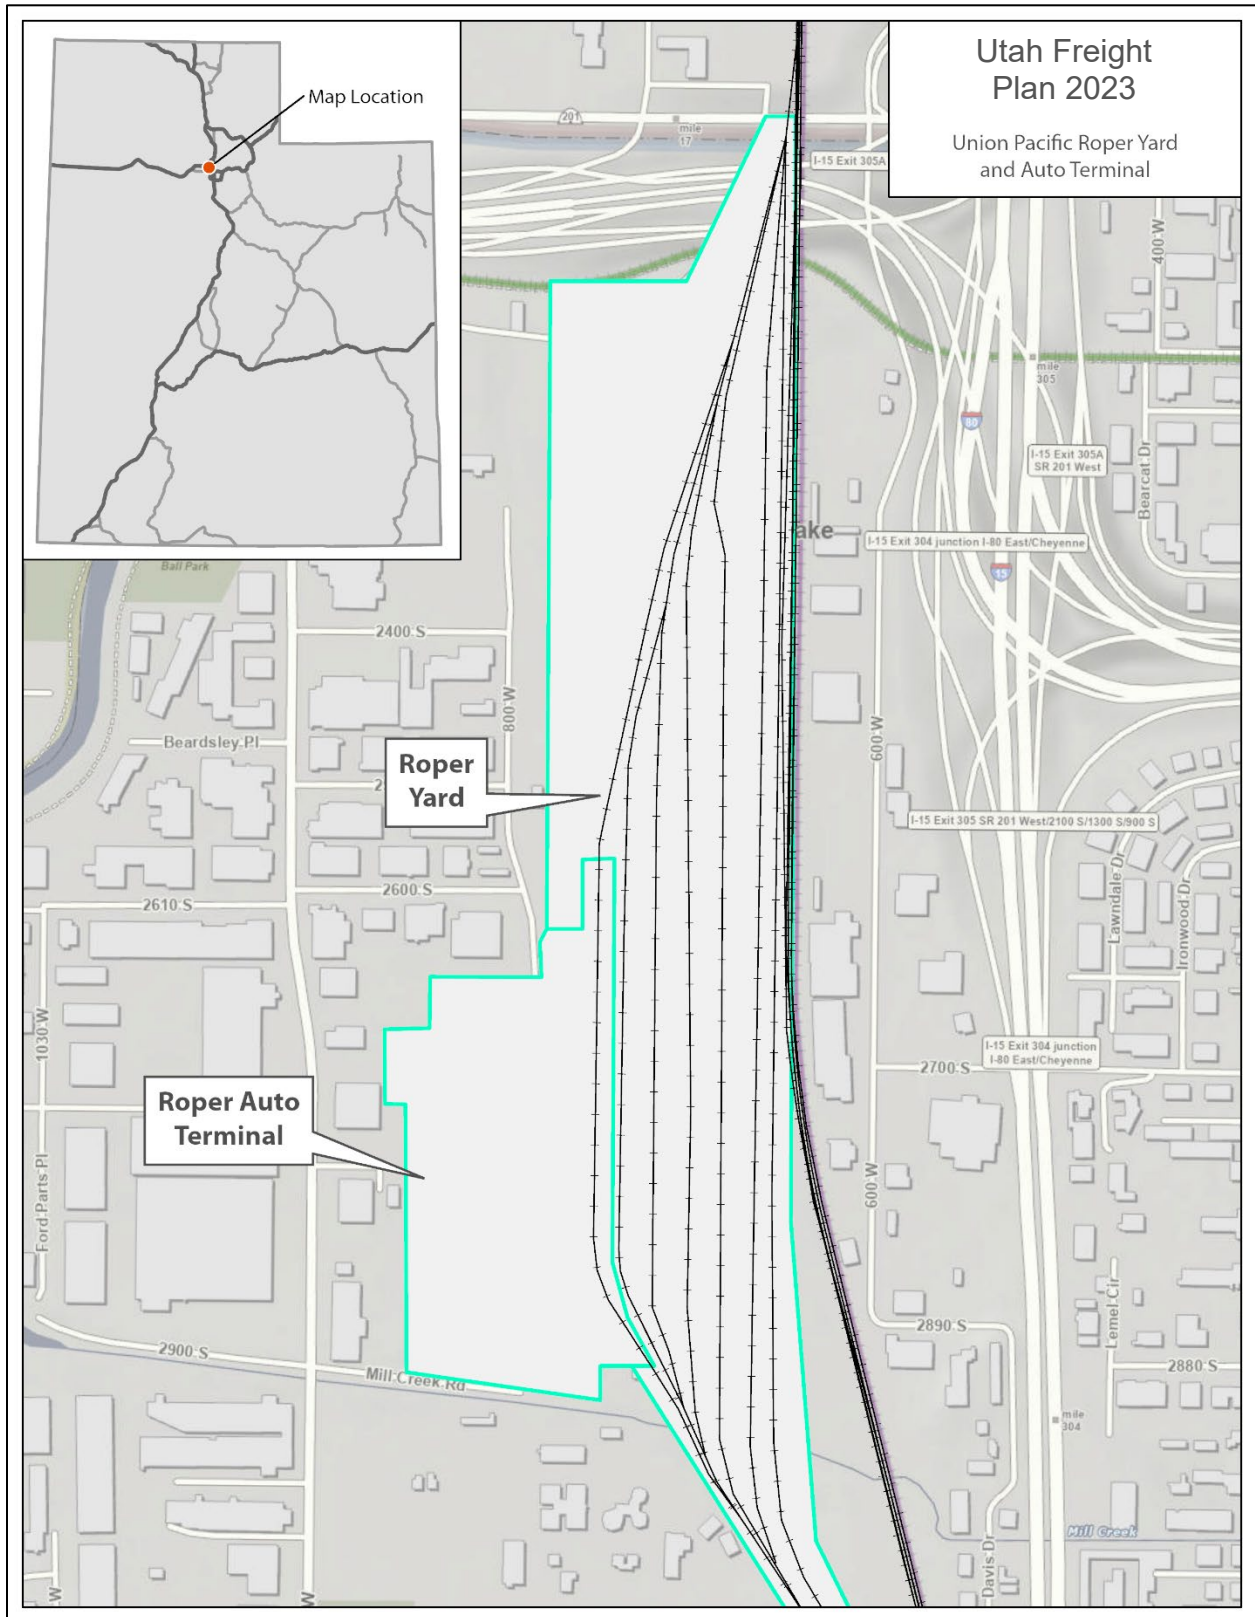 Utah Freight
Plan 2023
Union Pacific Roper Yard
and Auto Terminal
Map Location
201
mile
17
I-15 Exit 305A
400 W
mile
305
80
I-15 Exit 305A
SR 201 West
Bearcat Dr
ake
I-15 Exit 304 junction I-80 East/Cheyenne
15
Ball Park
2400 S
800 W
Beardsley Pl
600 W
Roper
Yard
2
I-15 Exit 305 SR 201 West/2100 S/1300 S/900 S
Lawndale Dr
Ironwood Dr
2600 S
2610 S
1030 W
I-15 Exit 304 junction
I-80 East/Cheyenne
2700 S
Roper Auto
Terminal
Ford Parts Pl
600 W
Lemel Cir
2890 S
2900 S
Mill Creek Rd
2880 S
mile
304
Mill Creek
Davis Dr
W
W